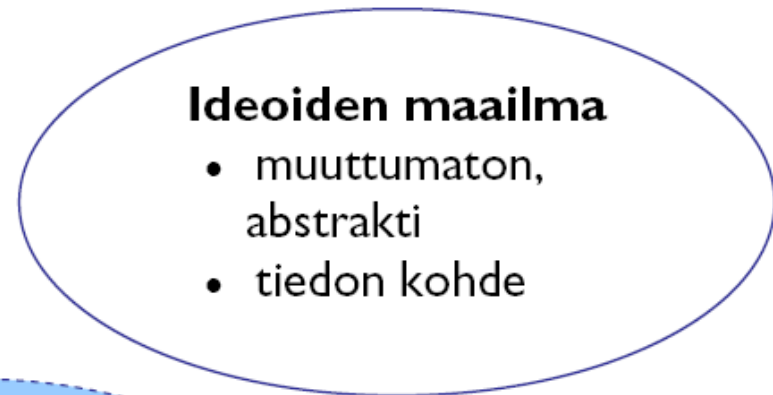 Ideoiden maailma
• muuttumaton,
abstrakti
• tiedon kohde